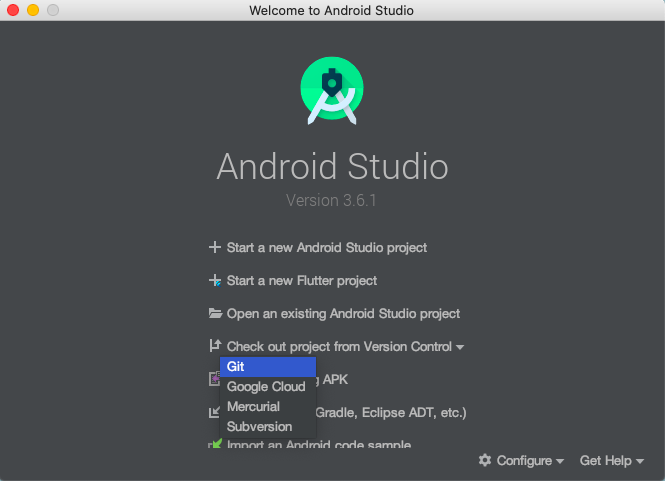 Welcome to Android Studio
Android Studio
Version 3.6.1
Start a new Android Studio project
Start a new Flutter project
Open an existing Android Studio project
Check out project from Version Control
Git
Google Cloud
APK
Mercurial
Gradle, Eclipse ADT, etc.)
Subversion
Import an Android code sample
Configure
Get Help